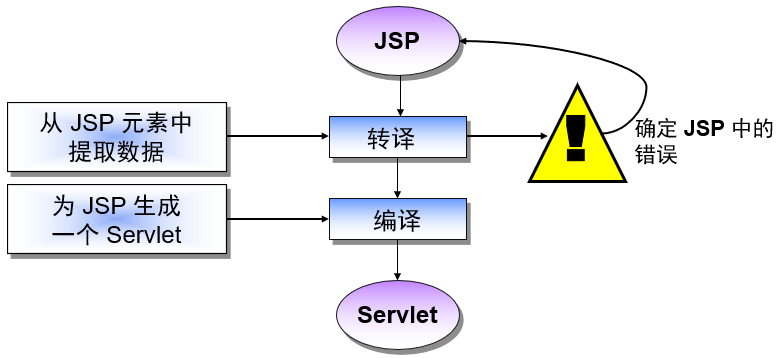 JSP
从 JSP 元素中
提取数据
转译
确定 JSP 中的
错误
为 JSP 生成
一个 Servlet
编译
Servlet